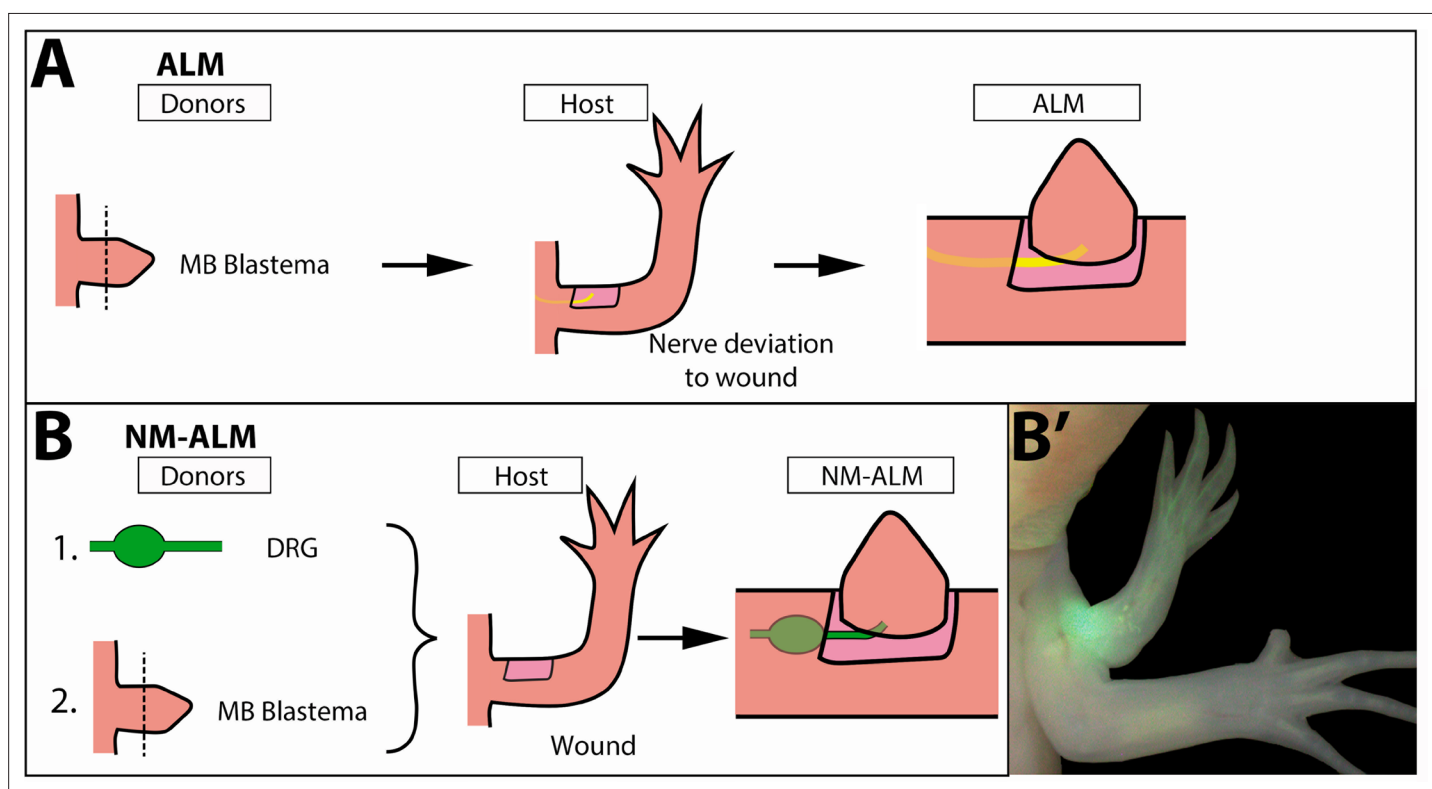 A
ALM
Donors
Host
ALM
MB Blastema
Nerve deviation
to wound
B
NM-ALM
Donors
Host
NM-ALM
B′
1.
DRG
2.
MB Blastema
Wound